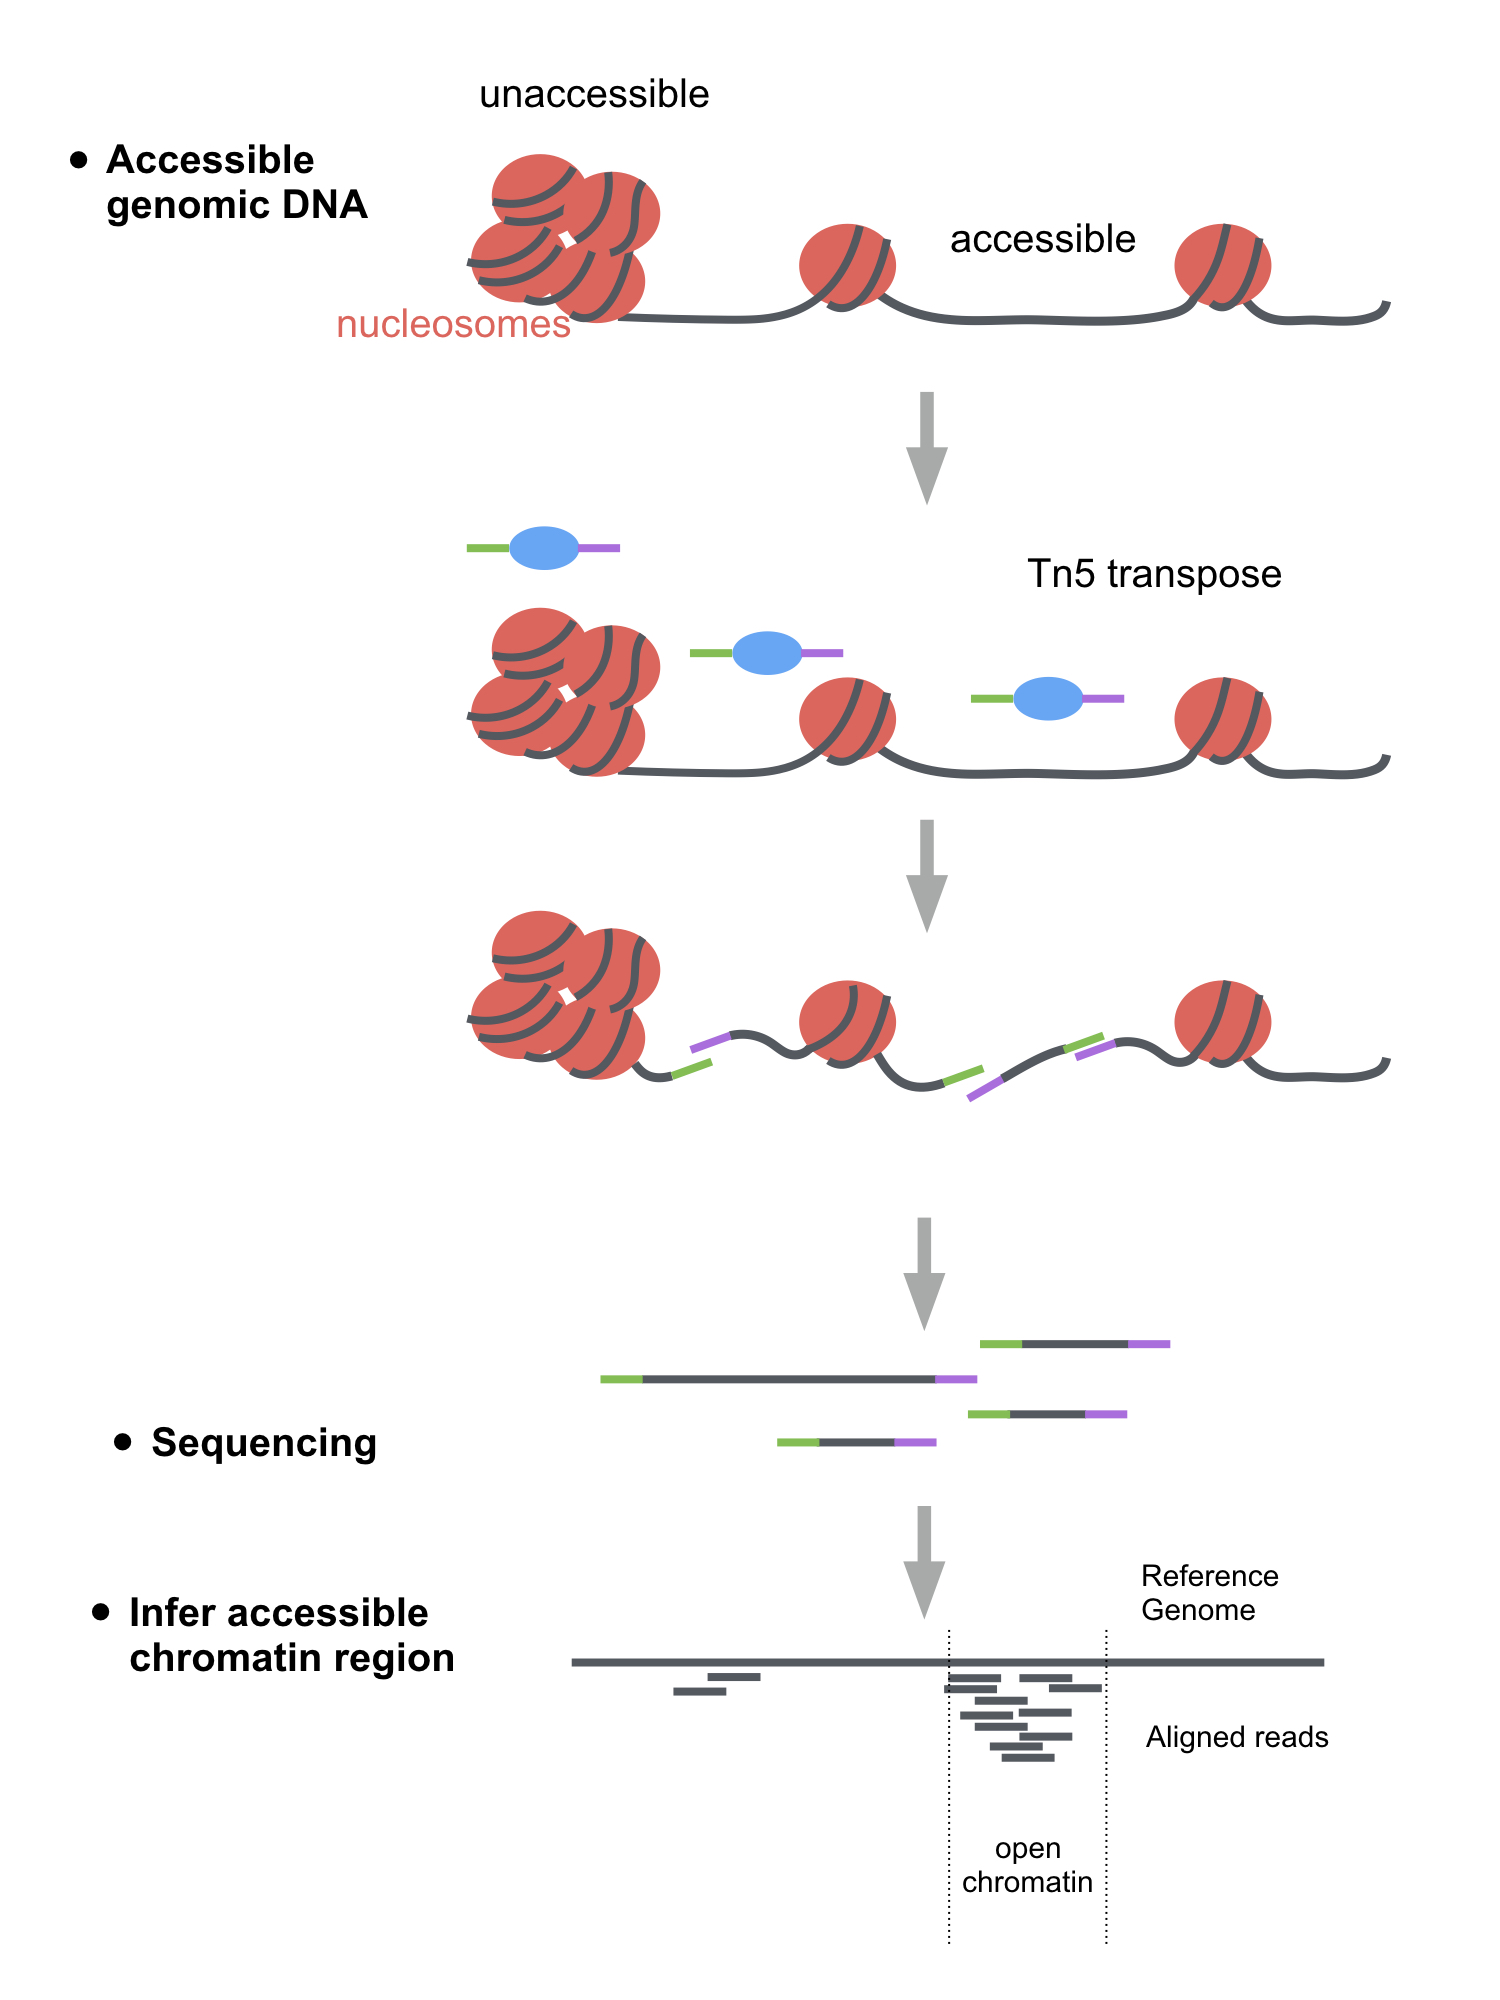 unaccessible
• Accessible
genomic DNA
accessible
nucleosomes
Tn5 transpose
• Sequencing
Reference
Genome
• Infer accessible
chromatin region
Aligned reads
open
chromatin